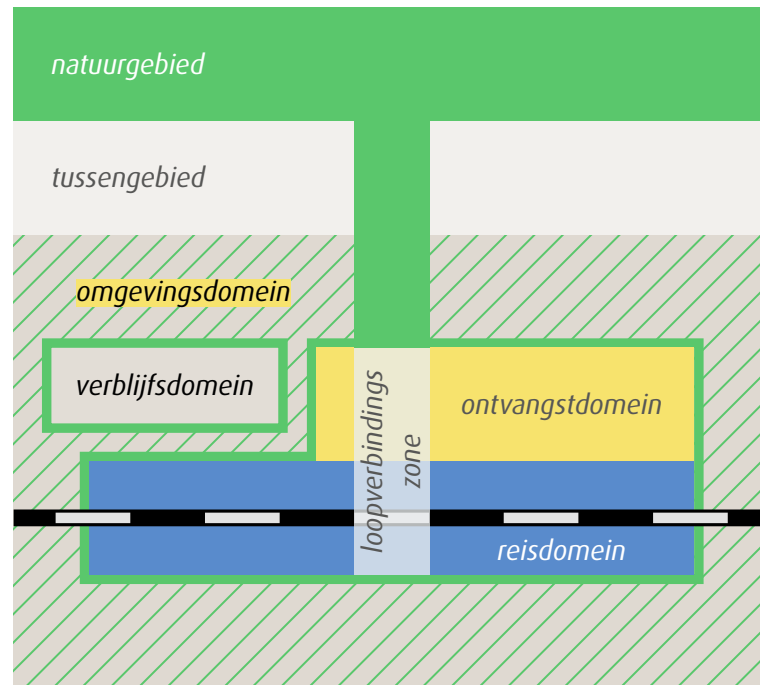 natuurgebied
tussengebied
omgevingsdomein
verblijfsdomein
ontvangstdomein
loopverbindings
zone
reisdomein